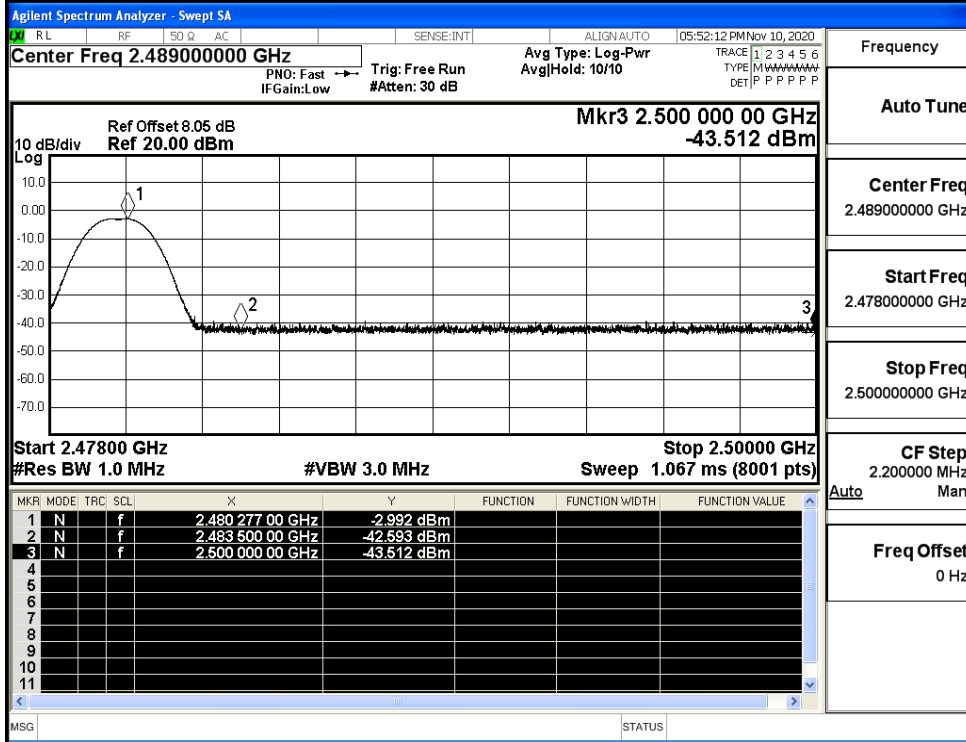 Agilent Spectrum Analyzer - Swept SA
LXI RL RF 50 Ω AC SENSE:INT ALIGN AUTO 05:52:12 PM Nov 10, 2020
Center Freq 2.489000000 GHz
PNO: Fast
IFGain:Low
Trig: Free Run
#Atten: 30 dB
Avg Type: Log-Pwr
Avg|Hold: 10/10
TRACE 1 2 3 4 5 6
TYPE M
DET P P P P P P
Ref Offset 8.05 dB
10 dB/div Ref 20.00 dBm
Log
Mkr3 2.500 000 00 GHz
-43.512 dBm
10.0
0.00
-10.0
-20.0
-30.0
-40.0
-50.0
-60.0
-70.0
1
2
3
Start 2.47800 GHz Stop 2.50000 GHz
#Res BW 1.0 MHz #VBW 3.0 MHz Sweep 1.067 ms (8001 pts)
MKR MODE TRC SCL X Y FUNCTION FUNCTION WIDTH FUNCTION VALUE
1 N f 2.480 277 00 GHz -2.992 dBm
2 N f 2.483 500 00 GHz -42.593 dBm
3 N f 2.500 000 00 GHz -43.512 dBm
4
5
6
7
8
9
10
11
MSG STATUS
Frequency
Auto Tune
Center Freq
2.489000000 GHz
Start Freq
2.478000000 GHz
Stop Freq
2.500000000 GHz
CF Step
2.200000 MHz
Auto Man
Freq Offset
0 Hz